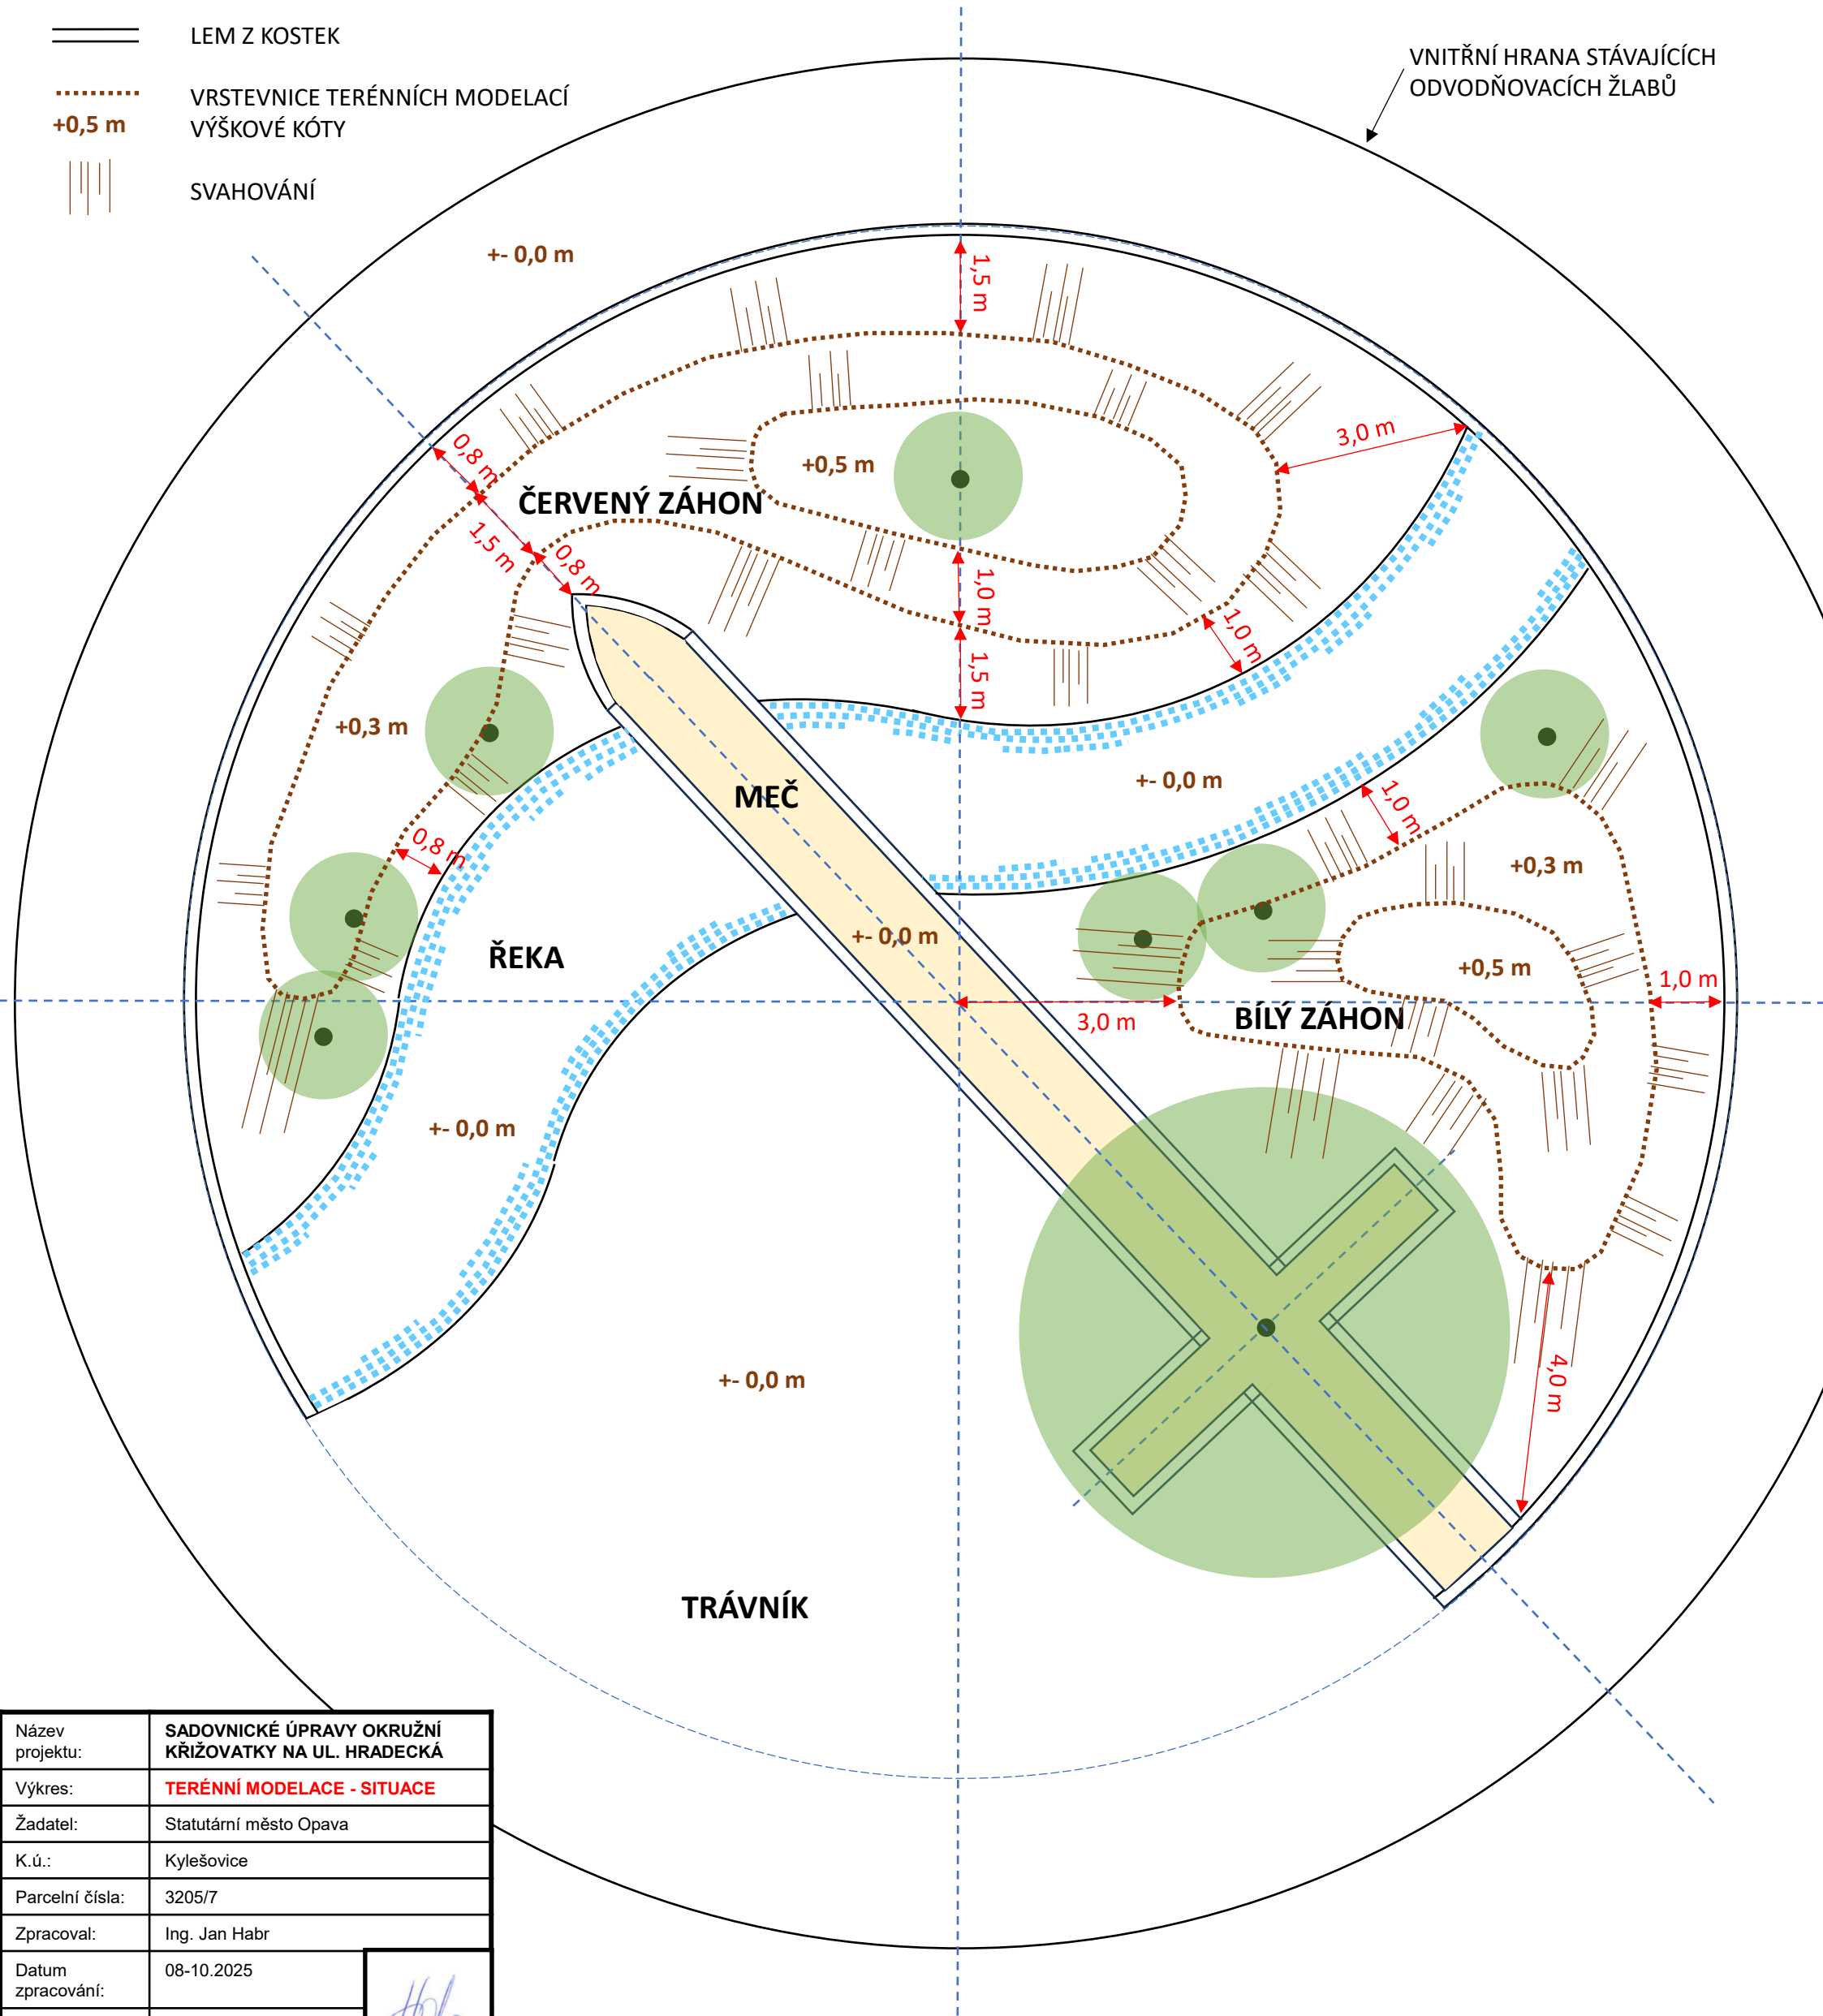 LEM Z KOSTEK
VRSTEVNICE TERÉNNÍCH MODELACÍ
+0,5 m
VÝŠKOVÉ KÓTY
SVAHOVÁNÍ
VNITŘNÍ HRANA STÁVAJÍCÍCH
ODVODŇOVACÍCH ŽLABŮ
+- 0,0 m
1,5 m
3,0 m
0,8 m
+0,5 m
ČERVENÝ ZÁHON
1,5 m
0,8 m
1,0 m
1,0 m
1,5 m
+0,3 m
+- 0,0 m
MEČ
1,0 m
0,8 m
+0,3 m
+- 0,0 m
ŘEKA
+0,5 m
1,0 m
3,0 m
BÍLÝ ZÁHON
+- 0,0 m
+- 0,0 m
4,0 m
TRÁVNÍK
Název
projektu:
SADOVNICKÉ ÚPRAVY OKRUŽNÍ
KŘIŽOVATKY NA UL. HRADECKÁ
Výkres:
TERÉNNÍ MODELACE - SITUACE
Žadatel:
Statutární město Opava
K.ú.:
Kylešovice
Parcelní čísla:
3205/7
Zpracoval:
Ing. Jan Habr
Datum
zpracování:
08-10.2025